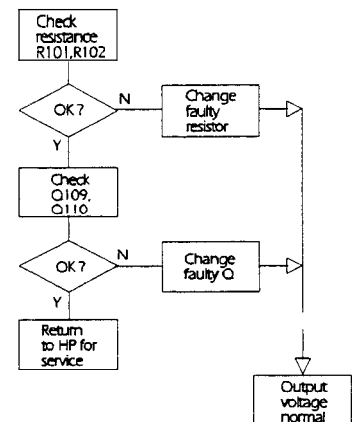 Check
resistance
R101,R102
OK?
N
Change
faulty
resistor
Y
Check
Q109,
Q110
OK?
N
Change
faulty Q
Y
Return
to HP for
service
Output
voltage
normal